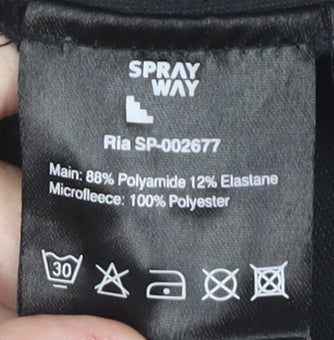 SPRAY
WAY
Ria SP-002677
Main: 88% Polyamide 12% Elastane
Microfleece: 100% Polyester
30